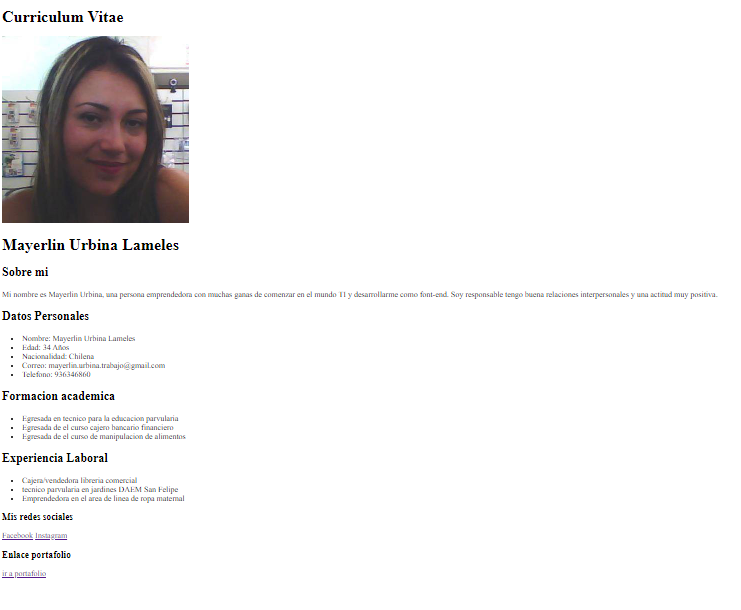 Curriculum Vitae
Mayerlin Urbina Lameles
Sobre mi
Mi nombre es Mayerlin Urbina, una persona emprendedora con muchas ganas de comenzar en el mundo TI y desarrollarme como font-end. Soy responsable tengo buena relaciones interpersonales y una actitud muy positiva.
Datos Personales
Nombre: Mayerlin Urbina Lameles
Edad: 34 Años
Nacionalidad: Chilena
Correo: mayerlin.urbina.trabajo@gmail.com
Telefono: 936346860
Formacion academica
Egresada en tecnico para la educacion parvularia
Egresada de el curso cajero bancario financiero
Egresada de el curso de manipulacion de alimentos
Experiencia Laboral
Cajera/vendedora libreria comercial
tecnico parvularia en jardines DAEM San Felipe
Emprendedora en el area de linea de ropa maternal
Mis redes sociales
Facebook Instagram
Enlace portafolio
ir a portafolio